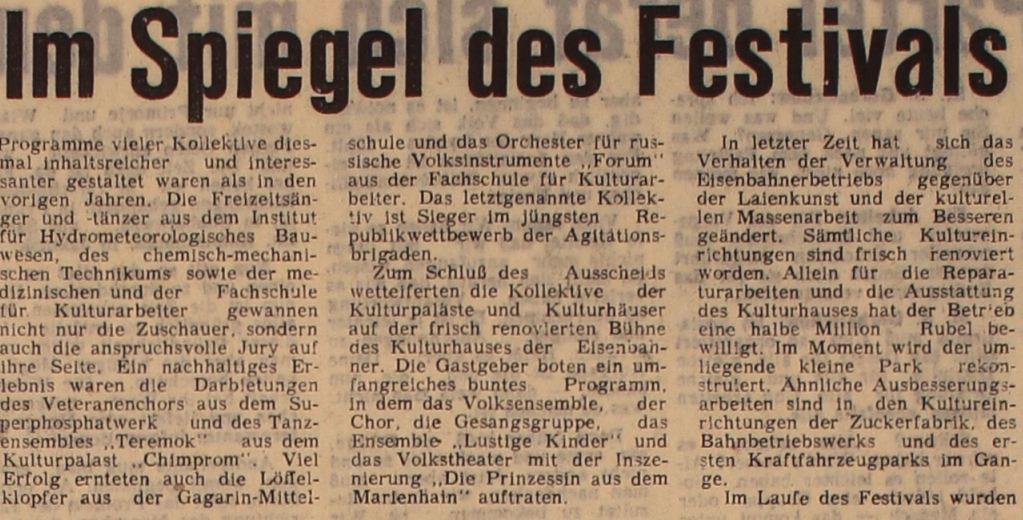 Im Spiegel des Festivals
Programme vieler Kollektive dies-
mal inhaltsreicher und interes-
santer gestaltet waren als in den
vorigen Jahren. Die Freizeitsän-
ger und -tänzer aus dem Institut
für Hydrometeorologisches Bau-
wesen, des chemisch-mechani-
schen Technikums sowie der me-
dizinischen und der Fachschule
für Kulturarbeiter gewannen
nicht nur die Zuschauer, sondern
auch die anspruchsvolle Jury auf
ihre Seite. Ein nachhaltiges Er-
lebnis waren die Darbietungen
des Veteranenchors aus dem Su-
perphosphatwerk und des Tanz-
ensembles „Teremok" aus dem
Kulturpalast „Chimprom". Viel
Erfolg ernteten auch die Löffel-
klopfer aus der Gagarin-Mittel-
schule und das Orchester für rus-
sische Volksinstrumente „Forum"
aus der Fachschule für Kulturar-
beiter. Das letztgenannte Kollek-
tiv ist Sieger im jüngsten Re-
publikwettbewerb der Agitations-
brigaden.
Zum Schluß des Ausscheids
wetteiferten die Kollektive der
Kulturpaläste und Kulturhäuser
auf der frisch renovierten Bühne
des Kulturhauses der Eisenbah-
ner. Die Gastgeber boten ein um-
fangreiches buntes Programm,
in dem das Volksensemble, der
Chor, die Gesangsgruppe, das
Ensemble „Lustige Kinder" und
das Volkstheater mit der Insze-
nierung „Die Prinzessin aus dem
Marienhain" auftraten.
In letzter Zeit hat sich das
Verhalten der Verwaltung des
Eisenbahnerbetriebs gegenüber
der Laienkunst und der kulturel-
len Massenarbeit zum Besseren
geändert. Sämtliche Kulturein-
richtungen sind frisch renoviert
worden. Allein für die Repara-
turarbeiten und die Ausstattung
des Kulturhauses hat der Betrieb
eine halbe Million Rubel be-
willigt. Im Moment wird der um-
liegende kleine Park rekon-
struiert. Ähnliche Ausbesserungs-
arbeiten sind in den Kulturein-
richtungen der Zuckerfabrik, des
Bahnbetriebswerks und des er-
sten Kraftfahrzeugparks im Gan-
ge.
Im Laufe des Festivals wurden